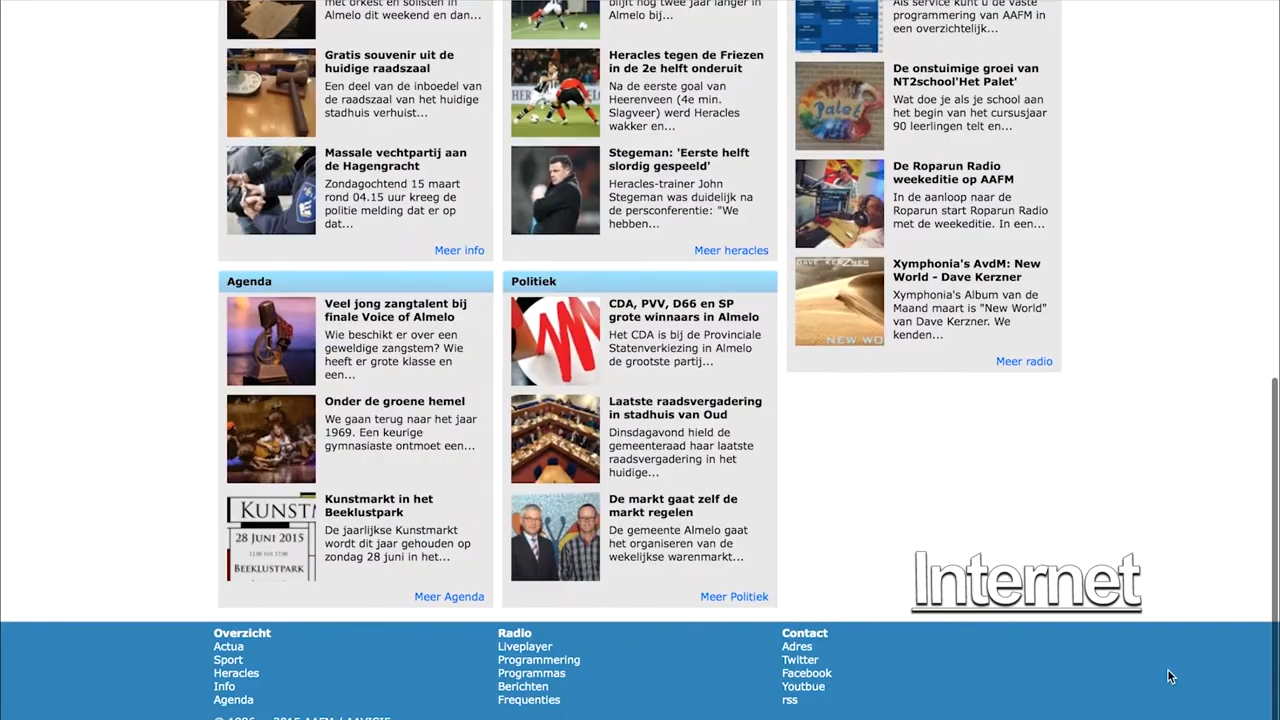 met orkest en solisten in
Almelo dit weekend en dan...
Graafs plein zonder
huidige raadszaal
Een deel van de inboedel van
de raadszaal van het huidige
stadhuis verhuist...
Massale vechtpartij aan
de Hagengracht
Zondagochtend 15 maart
rond 04.15 uur kreeg de
politie melding dat er op
dat...
Meer info
Agenda
Veel jong zangtalent bij
finale Voice of Almelo
Wie beschikt er over een
geweldige zangstem? Wie
heeft er grote klasse en
een...
Onder de groene hemel
We gaan terug naar het jaar
1969. Een keurige
gymnasiaste ontmoet een...
KUNST
28 JUNI 2015
BEEKLUSTPARK
Kunstmarkt in het
Beeklustpark
De jaarlijkse Kunstmarkt
wordt dit jaar gehouden op
zondag 28 juni in het...
Meer Agenda
blijft nog twee jaar langer in
Almelo bij...
Heracles tegen de Friezen
in de 2e helft onderuit
Na de eerste goal van
Heerenveen (4e min.
Slagveer) werd Heracles
wakker en...
Stegeman: 'Eerste helft
slordig gespeeld'
Heracles-trainer John
Stegeman was duidelijk na
de persconferentie: "We
hebben...
Meer heracles
Politiek
CDA, PVV, D66 en SP
grote winnaars in Almelo
Het CDA is bij de Provinciale
Statenverkiezing in Almelo
de grootste partij...
Laatste raadsvergadering
in stadhuis van Oud
Dinsdagavond hield de
gemeenteraad haar laatste
raadsvergadering in het
huidige...
De markt gaat zelf de
markt regelen
De gemeente Almelo gaat
het organiseren van de
wekelijkse warenmarkt...
Meer Politiek
Als service kunt u de vaste
programmering van AAFM in
een overzichtelijk...
Palet
De onstuimige groei van
NT2school'Het Palet'
Wat doe je als je school aan
het begin van het cursusjaar
90 leerlingen telt en...
De Roparun Radio
weekeditie op AAFM
In de aanloop naar de
Roparun start Roparun Radio
met de weekeditie. In een...
DAVE KERZNER
NEW WO
Xymphonia's AvdM: New
World - Dave Kerzner
Xymphonia's Album van de
Maand maart is "New World"
van Dave Kerzner. We
kenden...
Meer radio
Internet
Overzicht
Actua
Sport
Heracles
Info
Agenda
Radio
Liveplayer
Programmering
Programmas
Berichten
Frequenties
Contact
Adres
Twitter
Facebook
Youtbue
rss